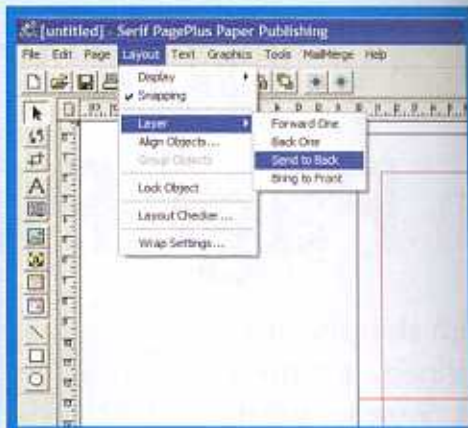 [untitled] - Serif PagePlus Paper Publishing
File Edit Page Layout Text Graphics Tools MailMerge Help
Display
Snapping
Layer
Align Objects...
Group Objects
Lock Object
Layout Checker...
Wrap Settings...
Forward One
Back One
Send to Back
Bring to Front
A